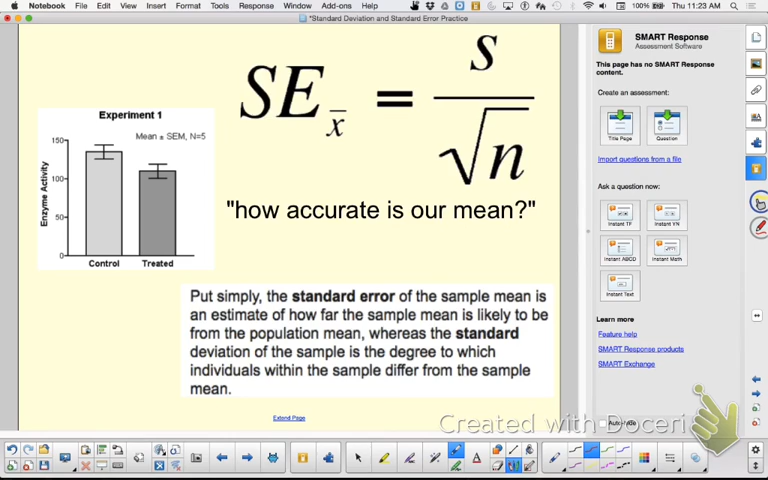 Notebook File Edit View Insert Format Tools Response Window Add-ons Help 100% Thu 11:23 AM
*Standard Deviation and Standard Error Practice
SMART Response
Assessment Software
This page has no SMART Response
content.
Create an assessment:
Title Page Question
Import questions from a file
Ask a question now:
Instant TF Instant YN
Instant ABCD Instant Math
Instant Text
Learn more
Feature help
SMART Response products
SMART Exchange
Auto-hide
SE x̄ = s / √n
Experiment 1
Mean ± SEM, N=5
Enzyme Activity
150
100
50
0
Control Treated
"how accurate is our mean?"
Put simply, the standard error of the sample mean is
an estimate of how far the sample mean is likely to be
from the population mean, whereas the standard
deviation of the sample is the degree to which
individuals within the sample differ from the sample
mean.
Extend Page
Created with Doceri